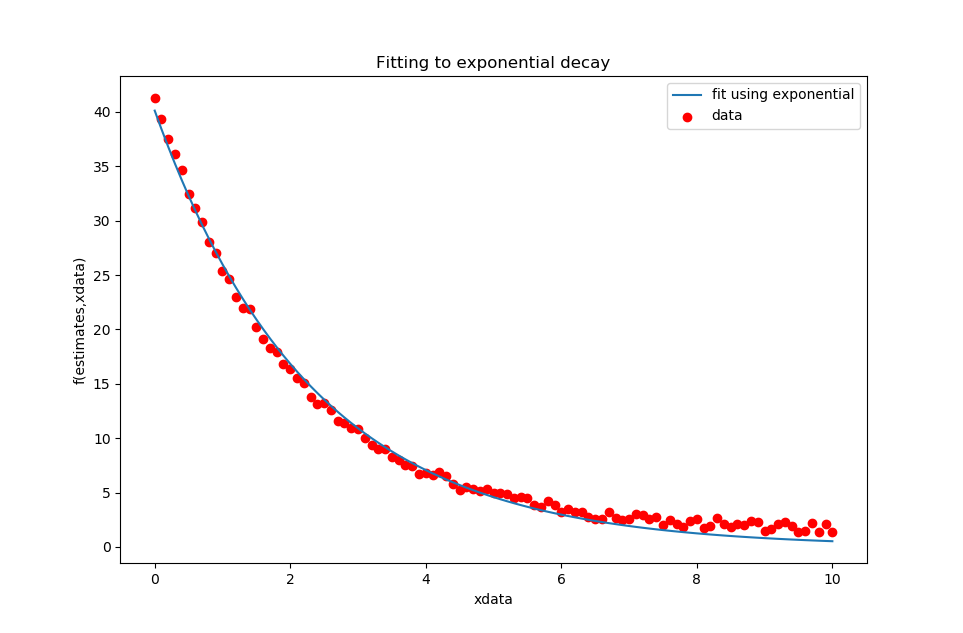 Fitting to exponential decay
fit using exponential
data
40
35
30
25
20
15
10
5
0
f(estimates,xdata)
0 2 4 6 8 10
xdata